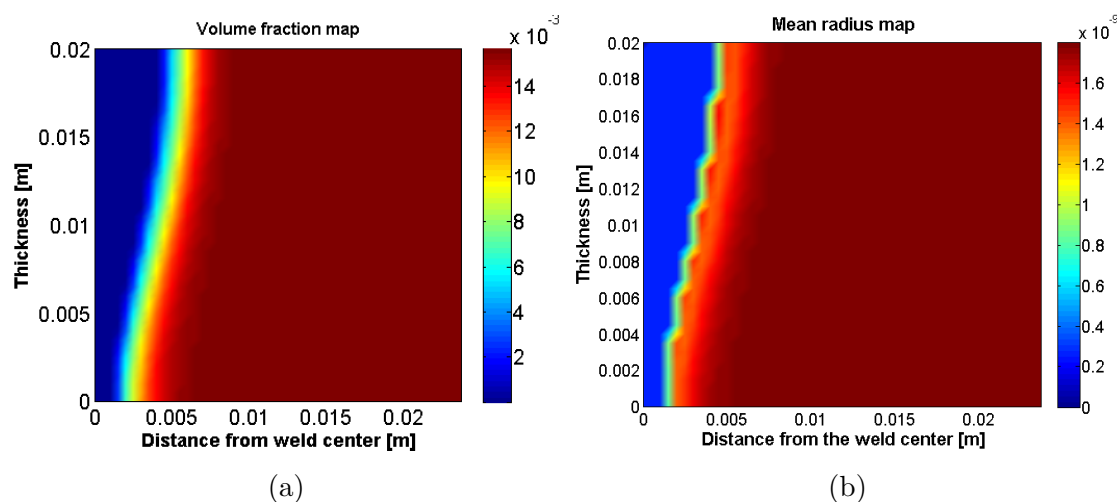 Volume fraction map
x 10⁻³
0.02
0.015
0.01
0.005
0
Thickness [m]
0 0.005 0.01 0.015 0.02
Distance from weld center [m]
14
12
10
8
6
4
2
(a)
Mean radius map
x 10⁻⁹
0.02
0.018
0.016
0.014
0.012
0.01
0.008
0.006
0.004
0.002
0
Thickness [m]
0 0.005 0.01 0.015 0.02
Distance from the weld center [m]
1.6
1.4
1.2
1
0.8
0.6
0.4
0.2
0
(b)